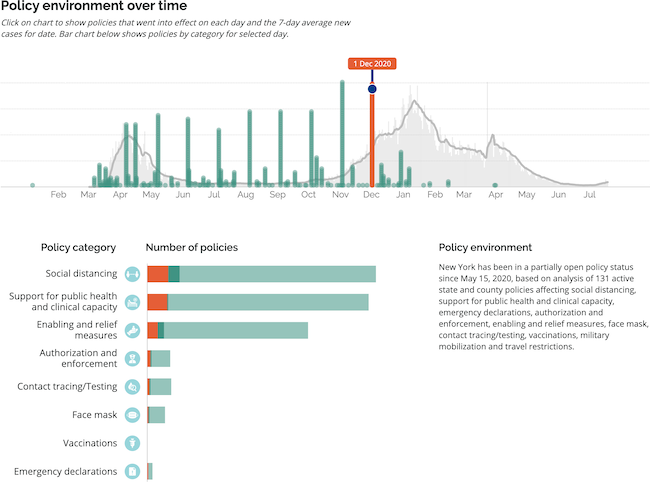 Policy environment over time
Click on chart to show policies that went into effect on each day and the 7-day average new
cases for date. Bar chart below shows policies by category for selected day.
1 Dec 2020
Feb Mar Apr May Jun Jul Aug Sep Oct Nov Dec Jan Feb Mar Apr May Jun Jul
Policy category
Number of policies
Social distancing
Support for public health
and clinical capacity
Enabling and relief
measures
Authorization and
enforcement
Contact tracing/Testing
Face mask
Vaccinations
Emergency declarations
Policy environment
New York has been in a partially open policy status
since May 15, 2020, based on analysis of 131 active
state and county policies affecting social distancing,
support for public health and clinical capacity,
emergency declarations, authorization and
enforcement, enabling and relief measures, face mask,
contact tracing/testing, vaccinations, military
mobilization and travel restrictions.